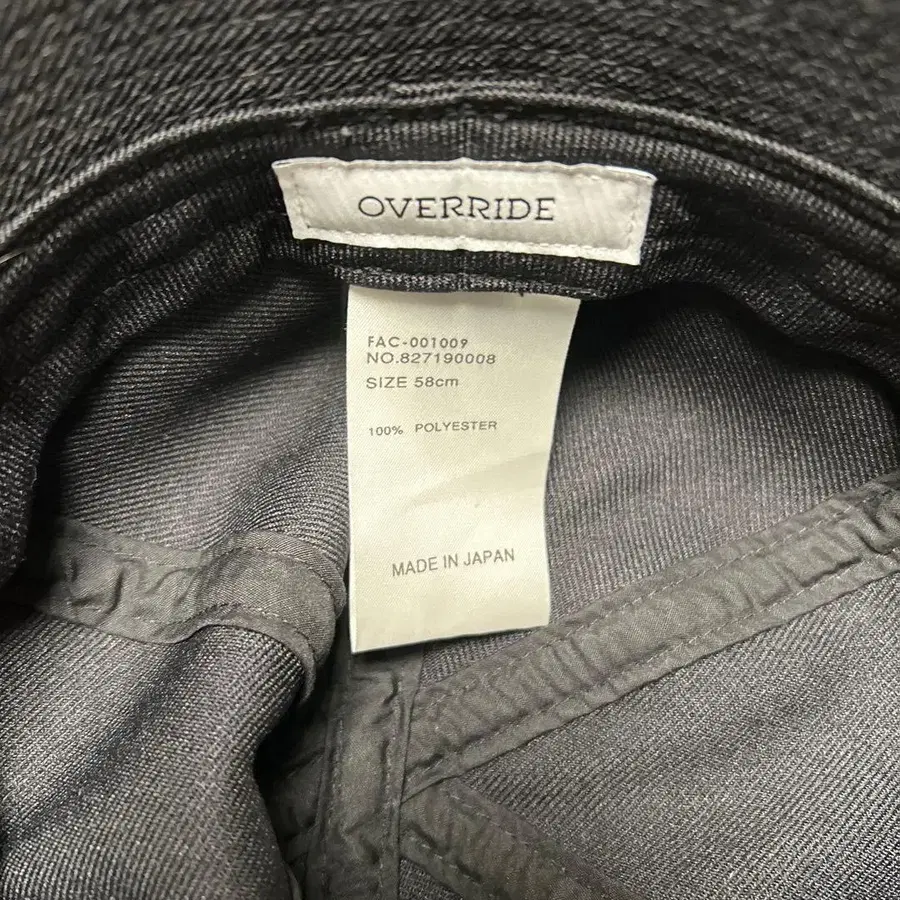 OVERRIDE
FAC-001009
NO.827190008
SIZE 58cm
100% POLYESTER
MADE IN JAPAN